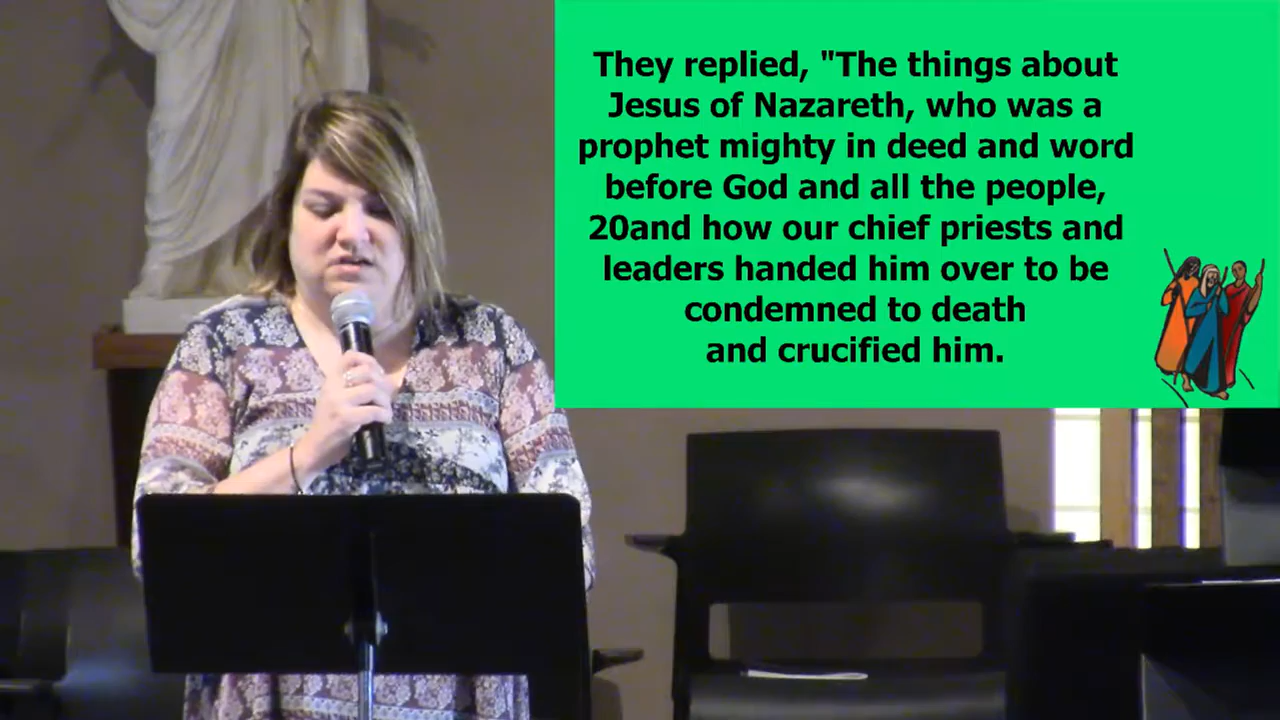 They replied, "The things about
Jesus of Nazareth, who was a
prophet mighty in deed and word
before God and all the people,
20and how our chief priests and
leaders handed him over to be
condemned to death
and crucified him.